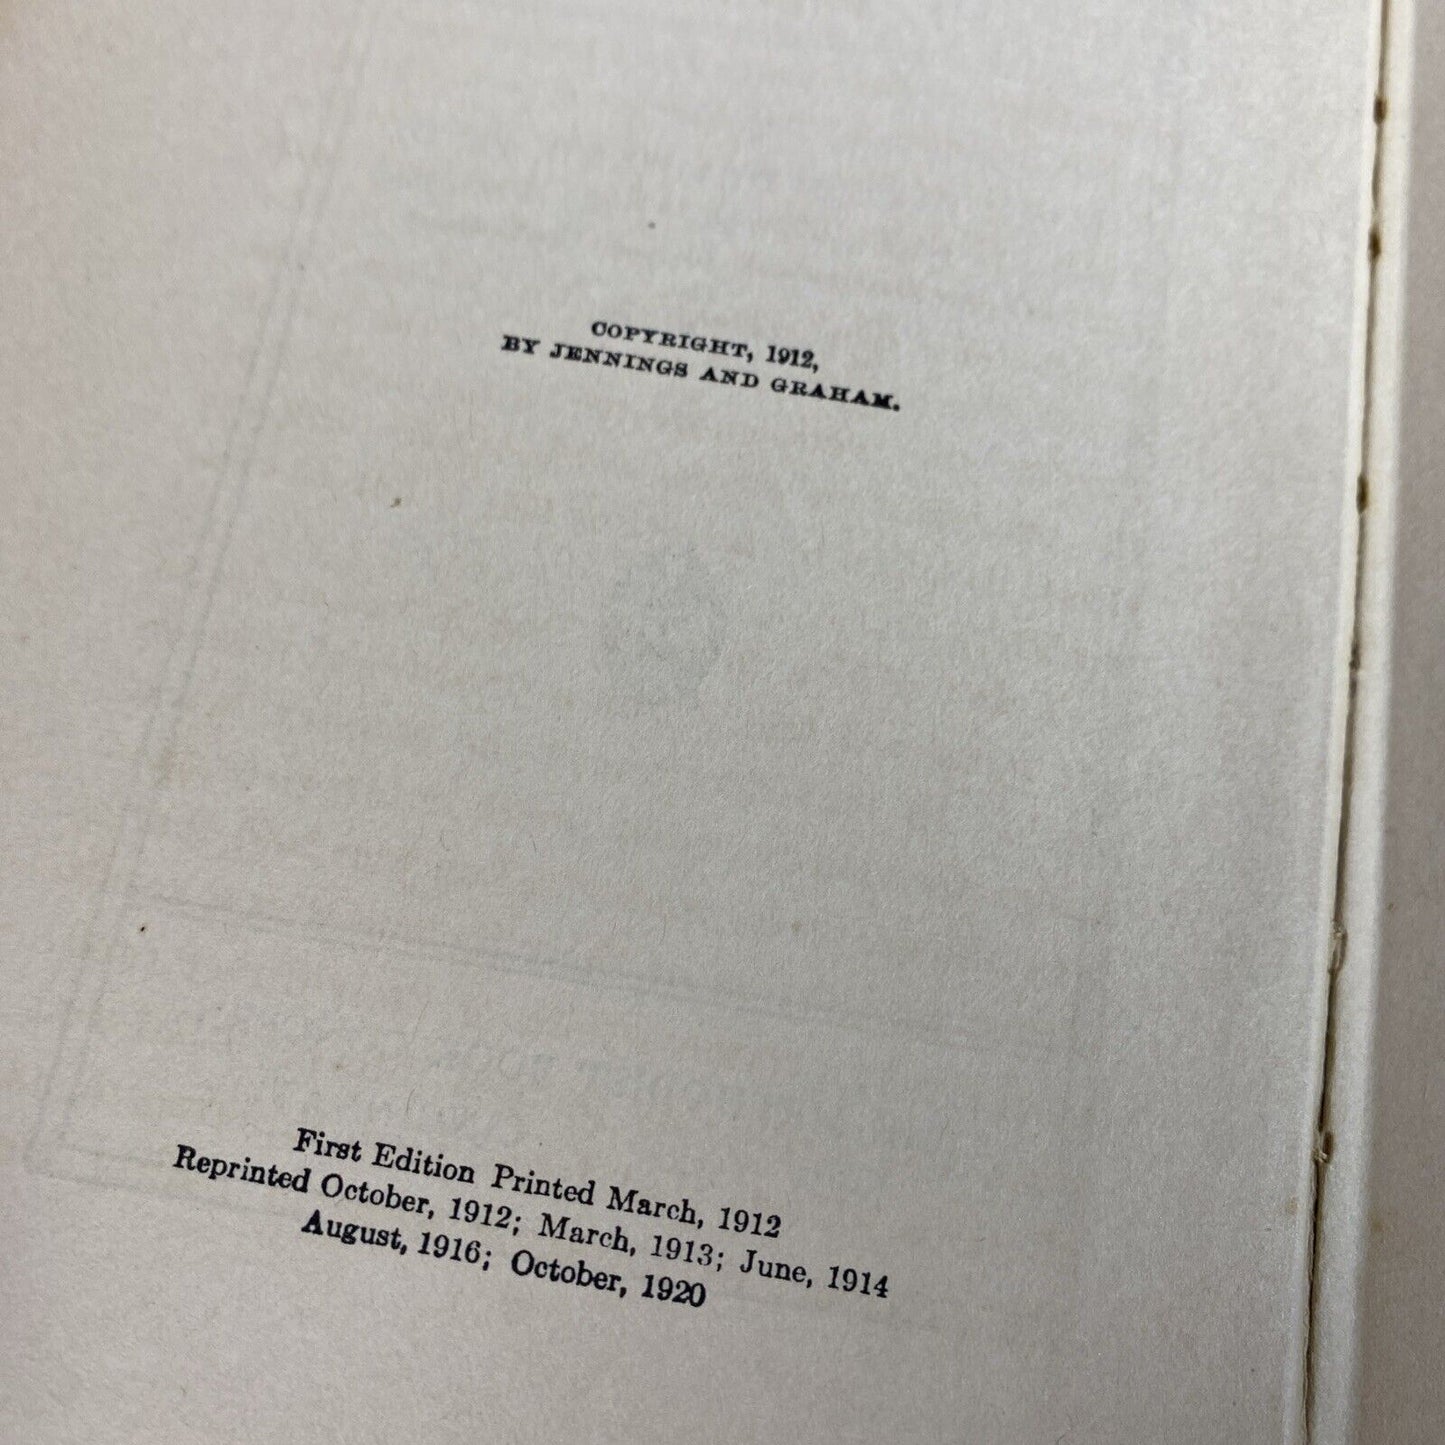 COPYRIGHT, 1912,
BY JENNINGS AND GRAHAM.
First Edition Printed March, 1912
Reprinted October, 1912; March, 1913; June, 1914
August, 1916; October, 1920